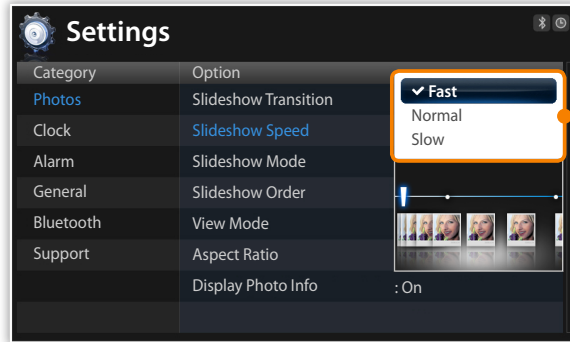 Settings
Category Option
Photos Slideshow Transition
✔ Fast
Normal
Clock Slideshow Speed
Slow
Alarm Slideshow Mode
General Slideshow Order
Bluetooth View Mode
Support Aspect Ratio
Display Photo Info : On